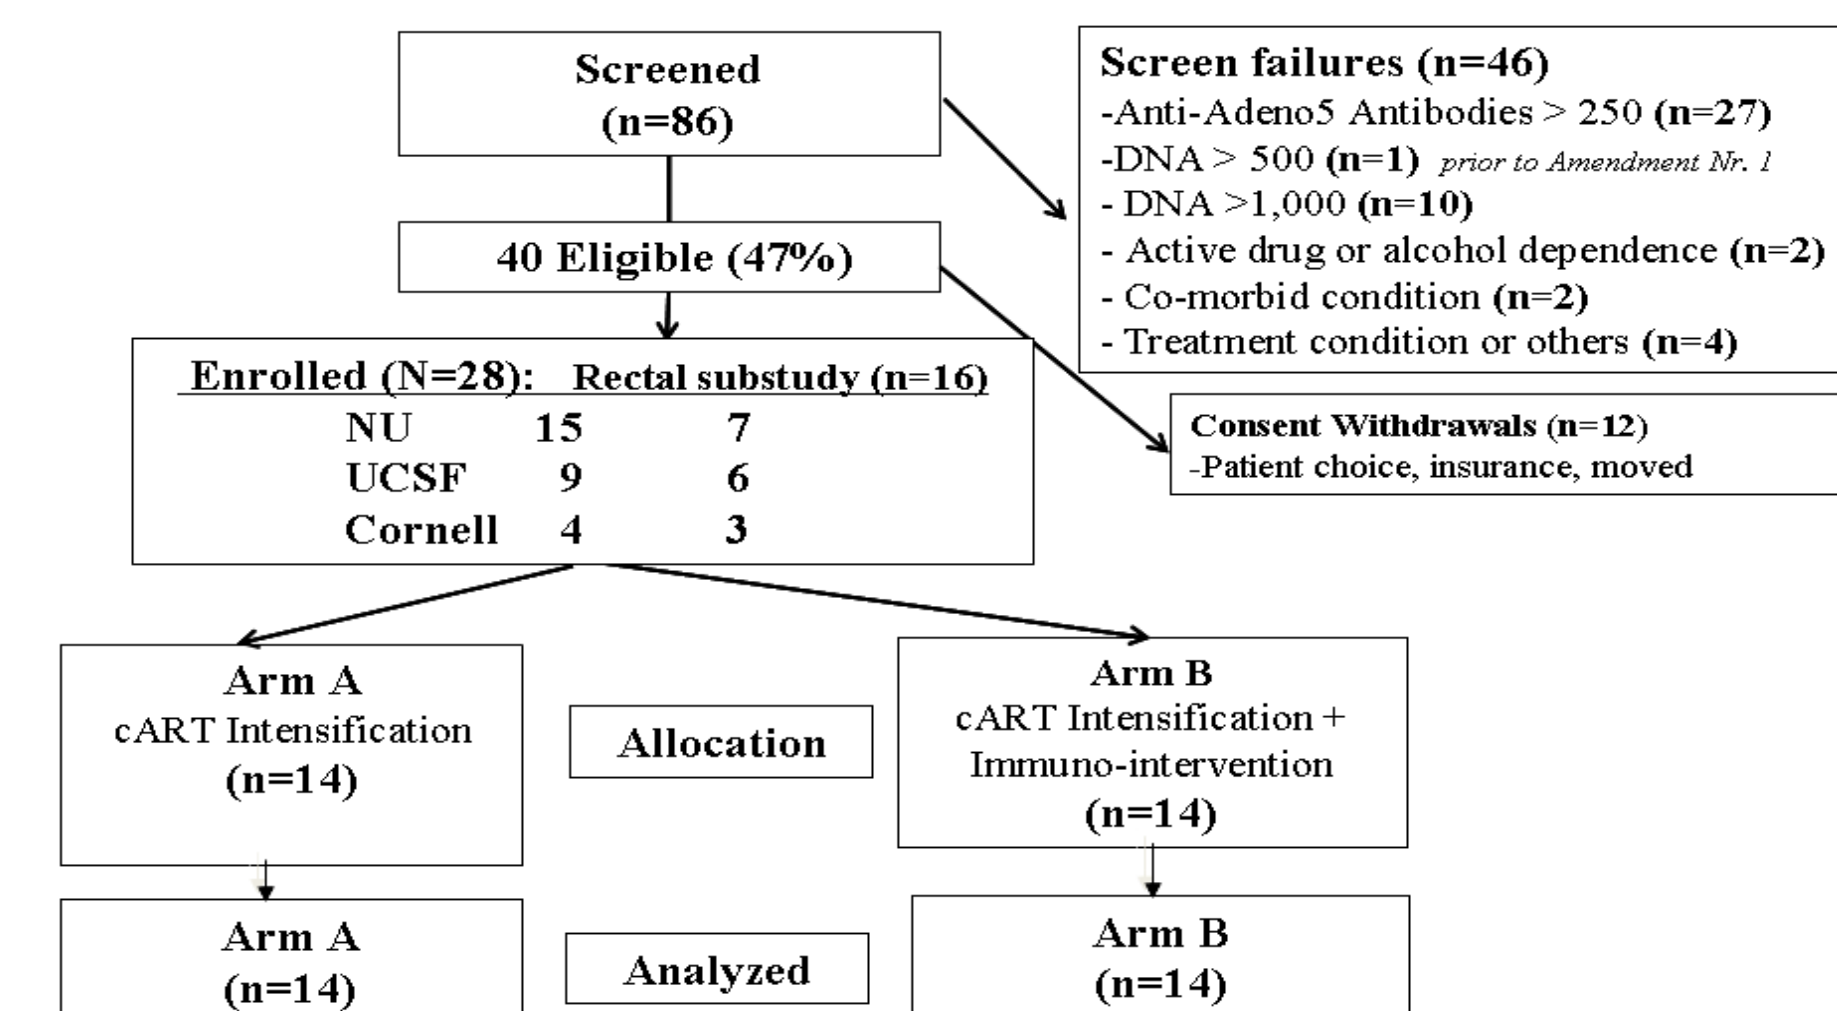 Screened
(n=86)
Screen failures (n=46)
-Anti-Adeno5 Antibodies > 250 (n=27)
-DNA > 500 (n=1) prior to Amendment Nr. 1
- DNA >1,000 (n=10)
- Active drug or alcohol dependence (n=2)
- Co-morbid condition (n=2)
- Treatment condition or others (n=4)
40 Eligible (47%)
Consent Withdrawals (n=12)
-Patient choice, insurance, moved
Enrolled (N=28): Rectal substudy (n=16)
NU 15 7
UCSF 9 6
Cornell 4 3
Arm A
cART Intensification
(n=14)
Allocation
Arm B
cART Intensification +
Immuno-intervention
(n=14)
Arm A
(n=14)
Analyzed
Arm B
(n=14)